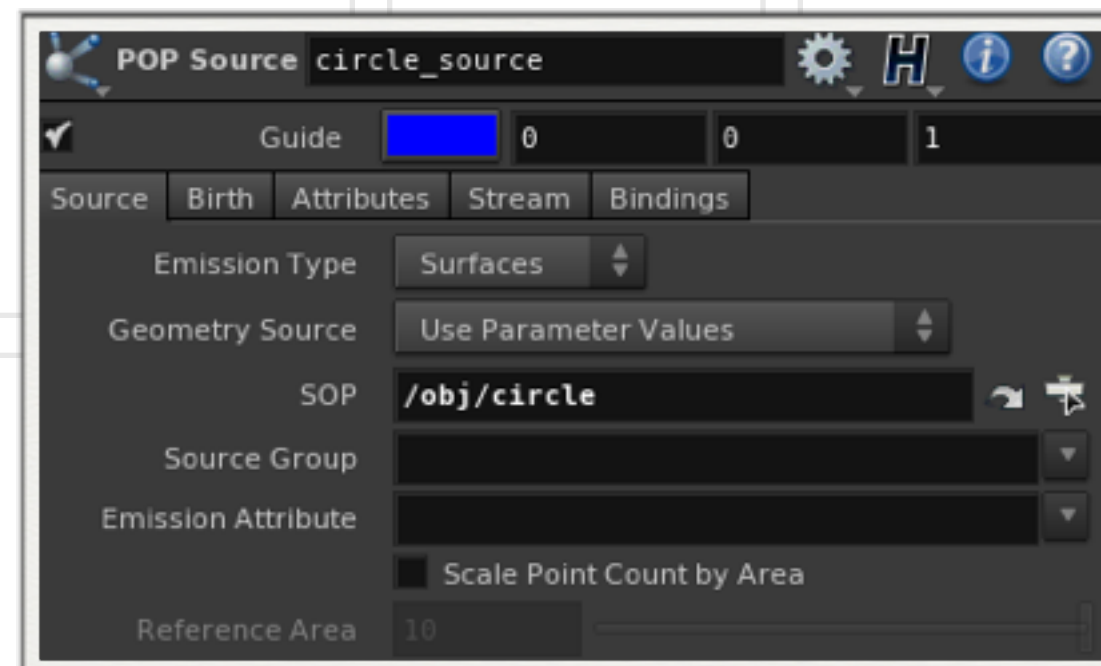 POP Source circle_source H i ?
Guide 0 0 1
Source Birth Attributes Stream Bindings
Emission Type Surfaces
Geometry Source Use Parameter Values
SOP /obj/circle
Source Group
Emission Attribute
Scale Point Count by Area
Reference Area 10